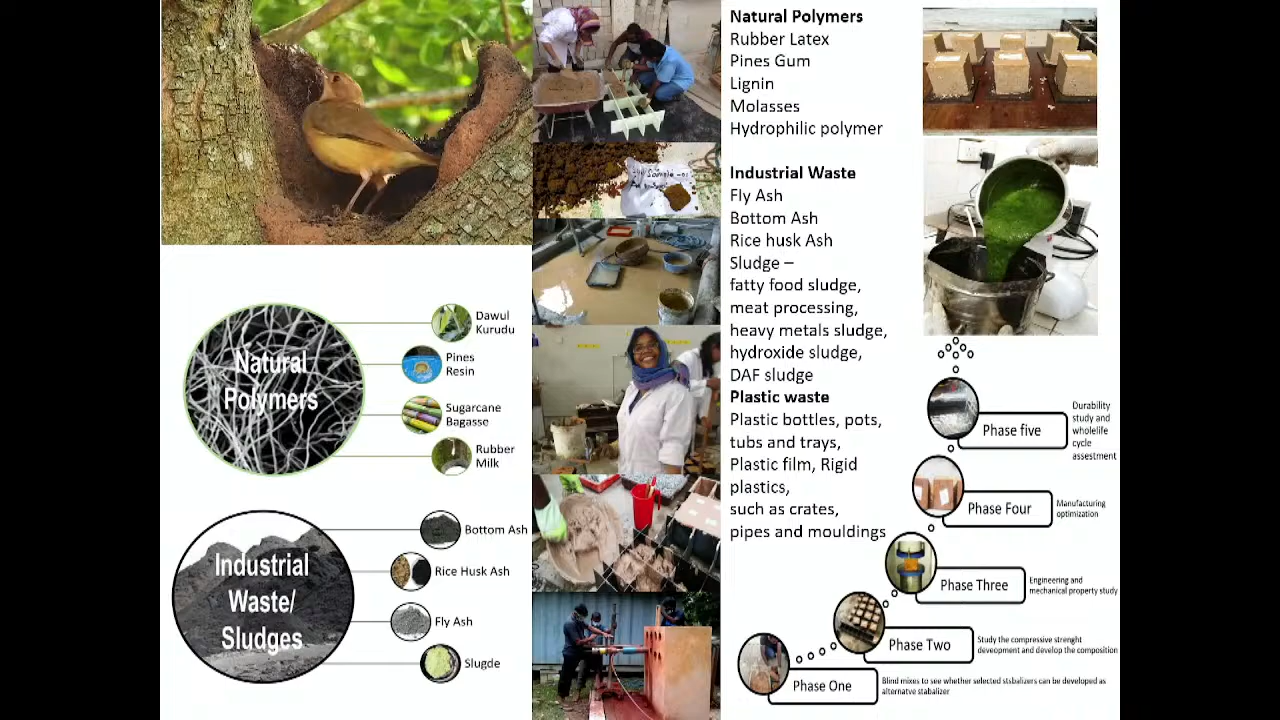 Natural
Polymers
Dawul
Kurudu
Pines
Resin
Sugarcane
Bagasse
Rubber
Milk
Industrial
Waste/
Sludges
Bottom Ash
Rice Husk Ash
Fly Ash
Slugde
Natural Polymers
Rubber Latex
Pines Gum
Lignin
Molasses
Hydrophilic polymer
Industrial Waste
Fly Ash
Bottom Ash
Rice husk Ash
Sludge –
fatty food sludge,
meat processing,
heavy metals sludge,
hydroxide sludge,
DAF sludge
Plastic waste
Plastic bottles, pots,
tubs and trays,
Plastic film, Rigid
plastics,
such as crates,
pipes and mouldings
Phase five
Durability
study and
wholelife
cycle
assestment
Phase Four
Manufacturing
optimization
Phase Three
Engineering and
mechanical property study
Phase Two
Study the compressive strenght
deveopment and develop the composition
Phase One
Blind mixes to see whether selected stsbalizers can be developed as
alternatve stabalizer